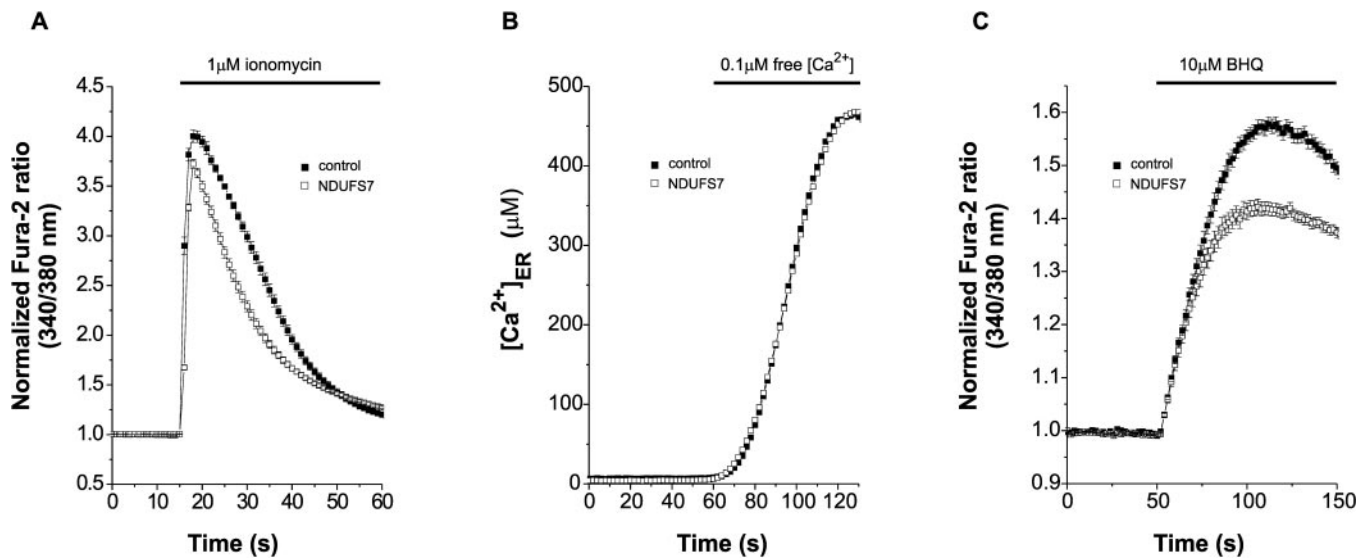 A
1μM ionomycin
4.5
4.0
3.5
3.0
2.5
2.0
1.5
1.0
0.5
control
NDUFS7
Normalized Fura-2 ratio
(340/380 nm)
0 10 20 30 40 50 60
Time (s)
B
0.1μM free [Ca²⁺]
500
400
300
200
100
0
control
NDUFS7
[Ca²⁺]ER (μM)
0 20 40 60 80 100 120
Time (s)
C
10μM BHQ
1.6
1.5
1.4
1.3
1.2
1.1
1.0
0.9
control
NDUFS7
Normalized Fura-2 ratio
(340/380 nm)
0 50 100 150
Time (s)